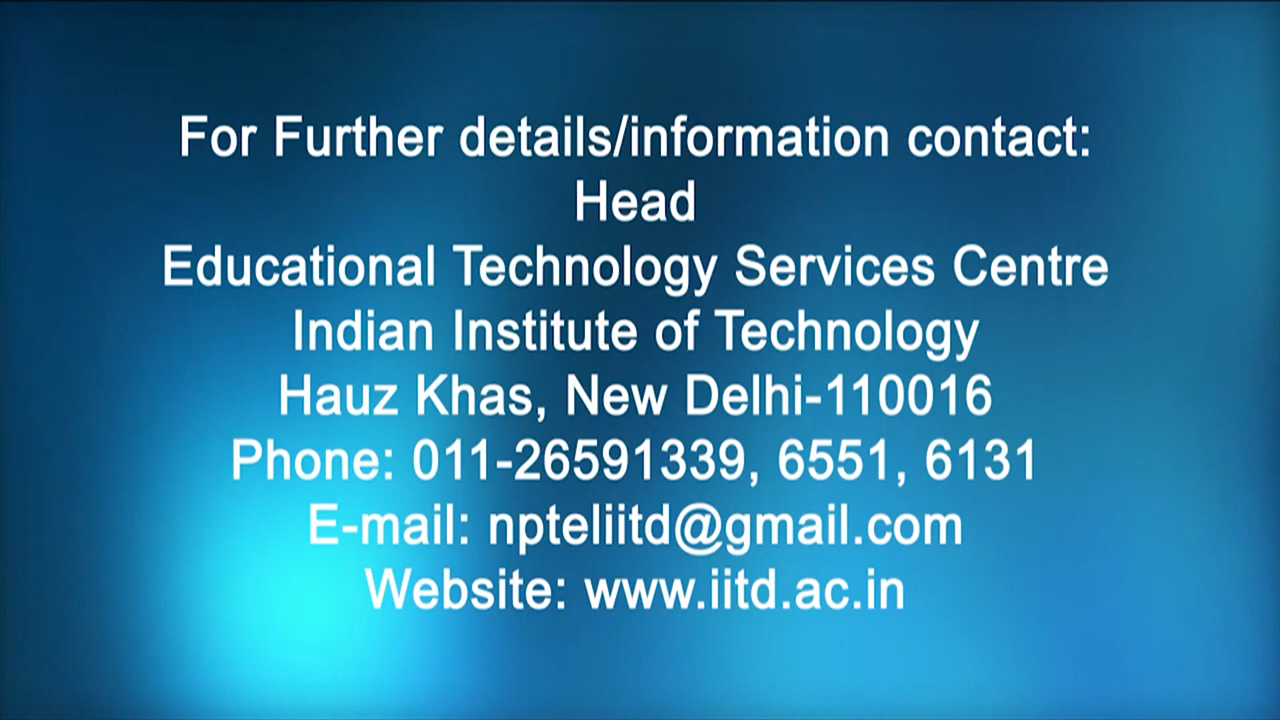 For Further details/information contact:
Head
Educational Technology Services Centre
Indian Institute of Technology
Hauz Khas, New Delhi-110016
Phone: 011-26591339, 6551, 6131
E-mail: npteliitd@gmail.com
Website: www.iitd.ac.in